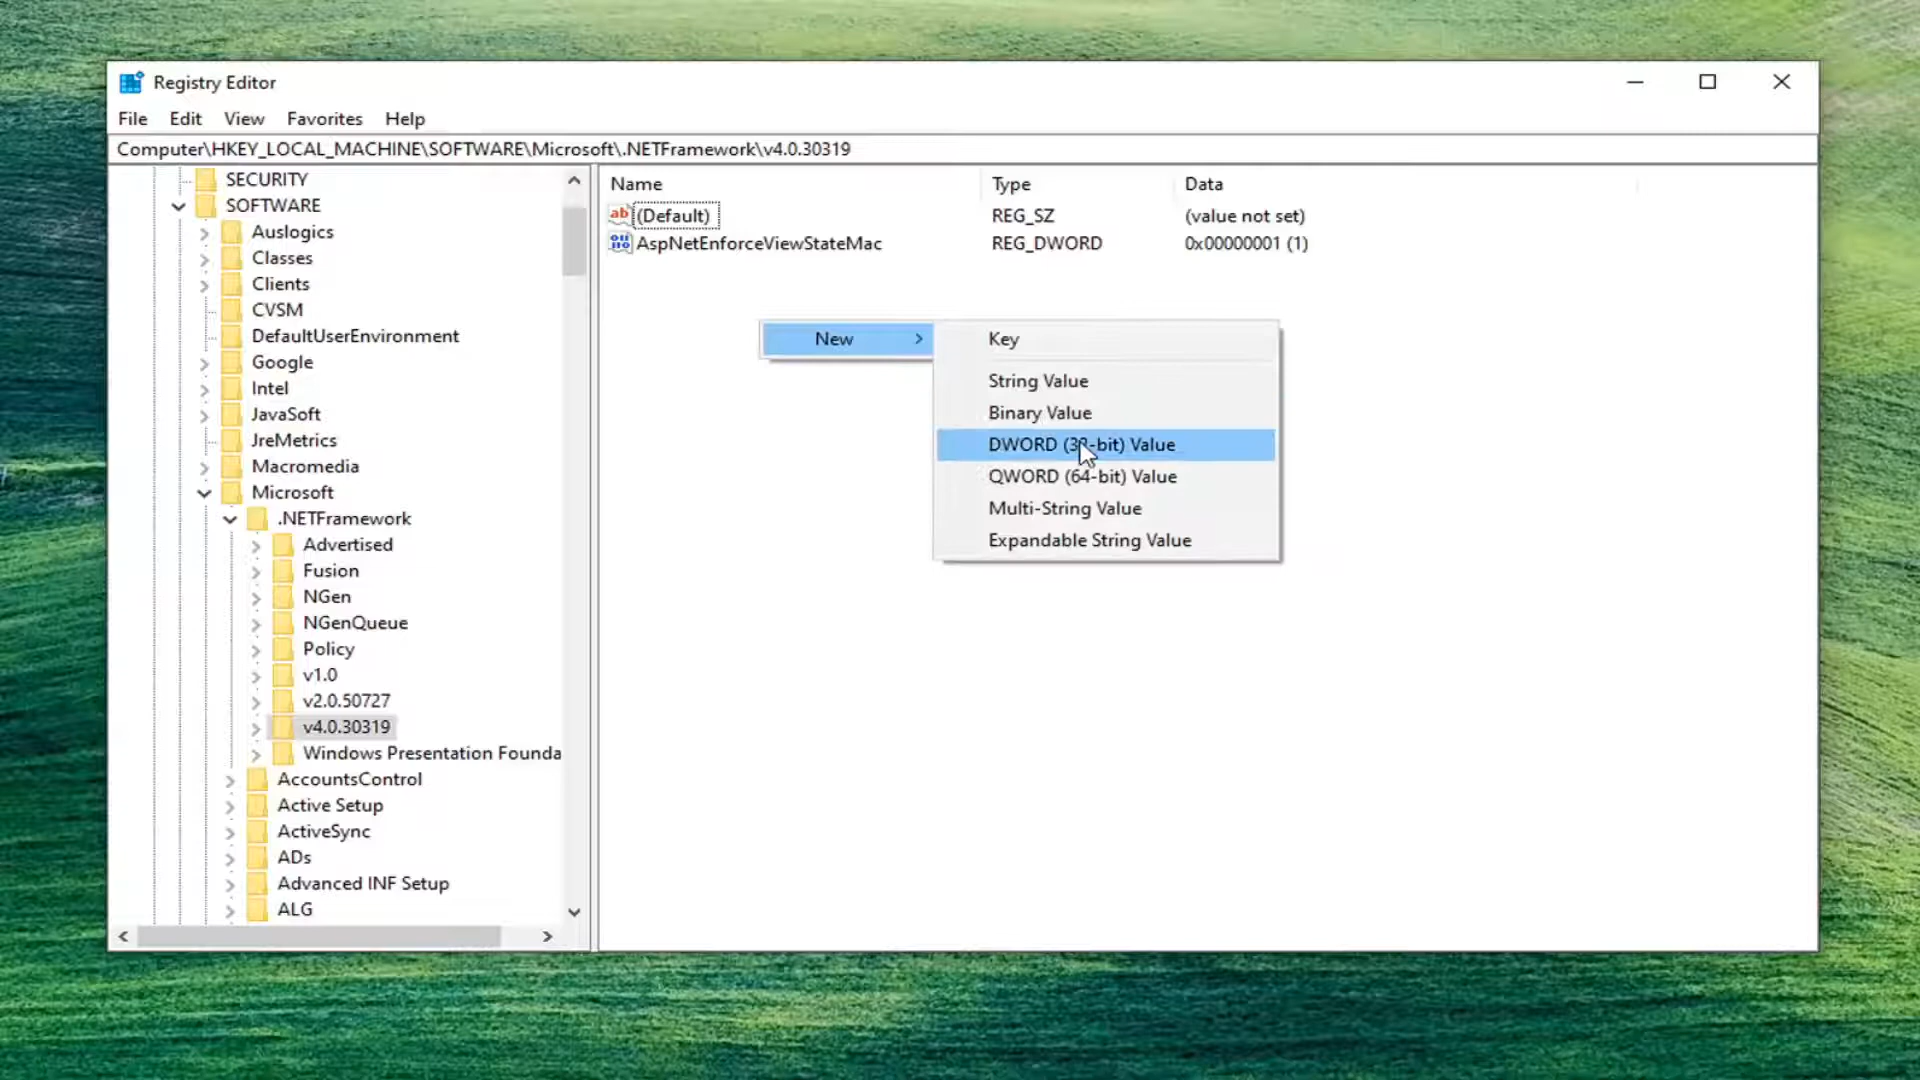 Registry Editor
File Edit View Favorites Help
Computer\HKEY_LOCAL_MACHINE\SOFTWARE\Microsoft\.NETFramework\v4.0.30319
SECURITY
SOFTWARE
Auslogics
Classes
Clients
CVSM
DefaultUserEnvironment
Google
Intel
JavaSoft
JreMetrics
Macromedia
Microsoft
.NETFramework
Advertised
Fusion
NGen
NGenQueue
Policy
v1.0
v2.0.50727
v4.0.30319
Windows Presentation Founda
AccountsControl
Active Setup
ActiveSync
ADs
Advanced INF Setup
ALG
Name Type Data
(Default) REG_SZ (value not set)
AspNetEnforceViewStateMac REG_DWORD 0x00000001 (1)
New
Key
String Value
Binary Value
DWORD (32-bit) Value
QWORD (64-bit) Value
Multi-String Value
Expandable String Value